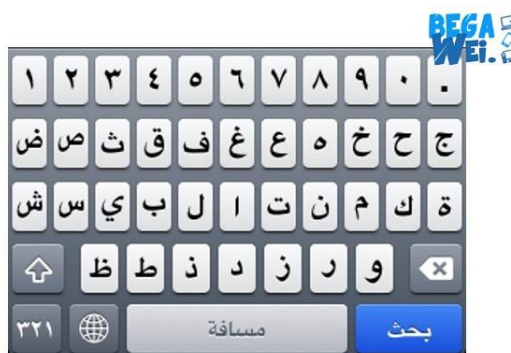 BEGA
WEi.
١ ٢ ٣ ٤ ٥ ٦ ٧ ٨ ٩ ٠ .
ض ص ث ق ف غ ع ه خ ح ج
ش س ي ب ل ا ت ن م ك ة
ظ ط ذ د ز ر و
٣٢١ مسافة بحث